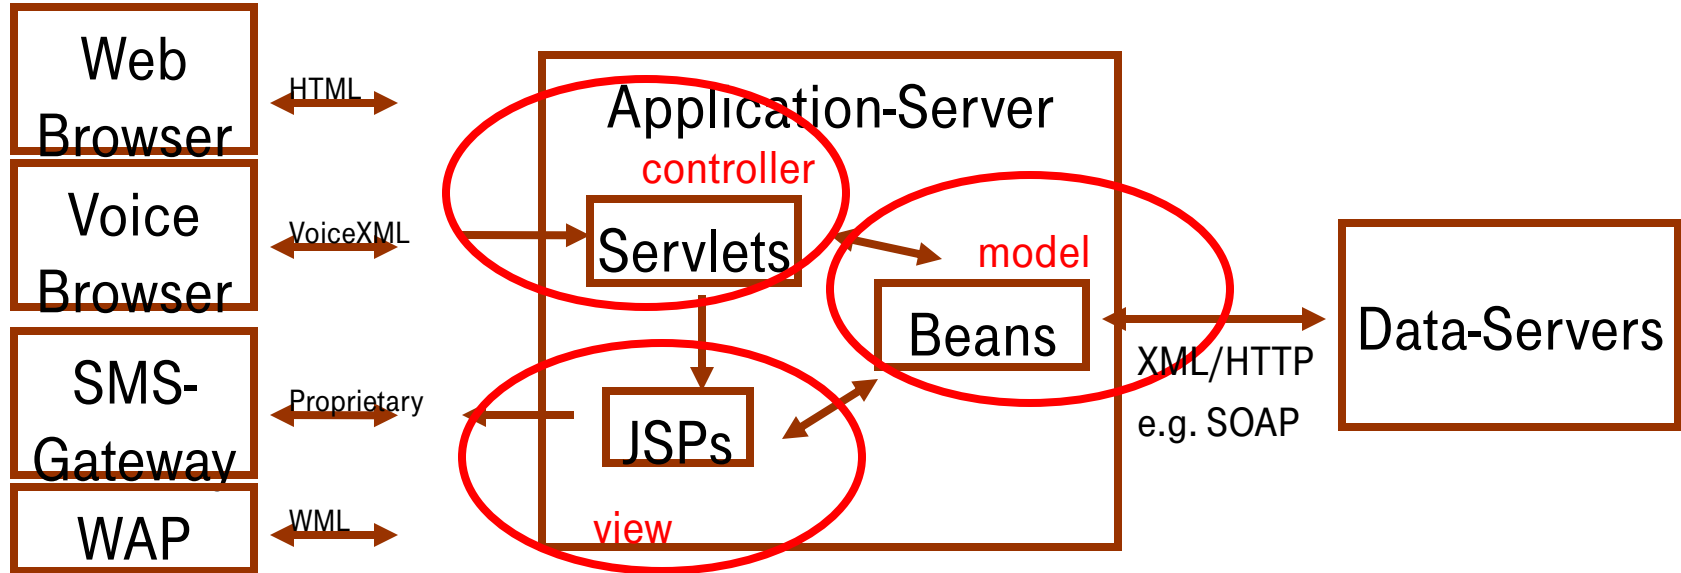 Web
Browser
HTML
Voice
Browser
VoiceXML
SMS-
Gateway
Proprietary
WAP
WML
Application-Server
controller
Servlets
model
Beans
JSPs
view
XML/HTTP
e.g. SOAP
Data-Servers